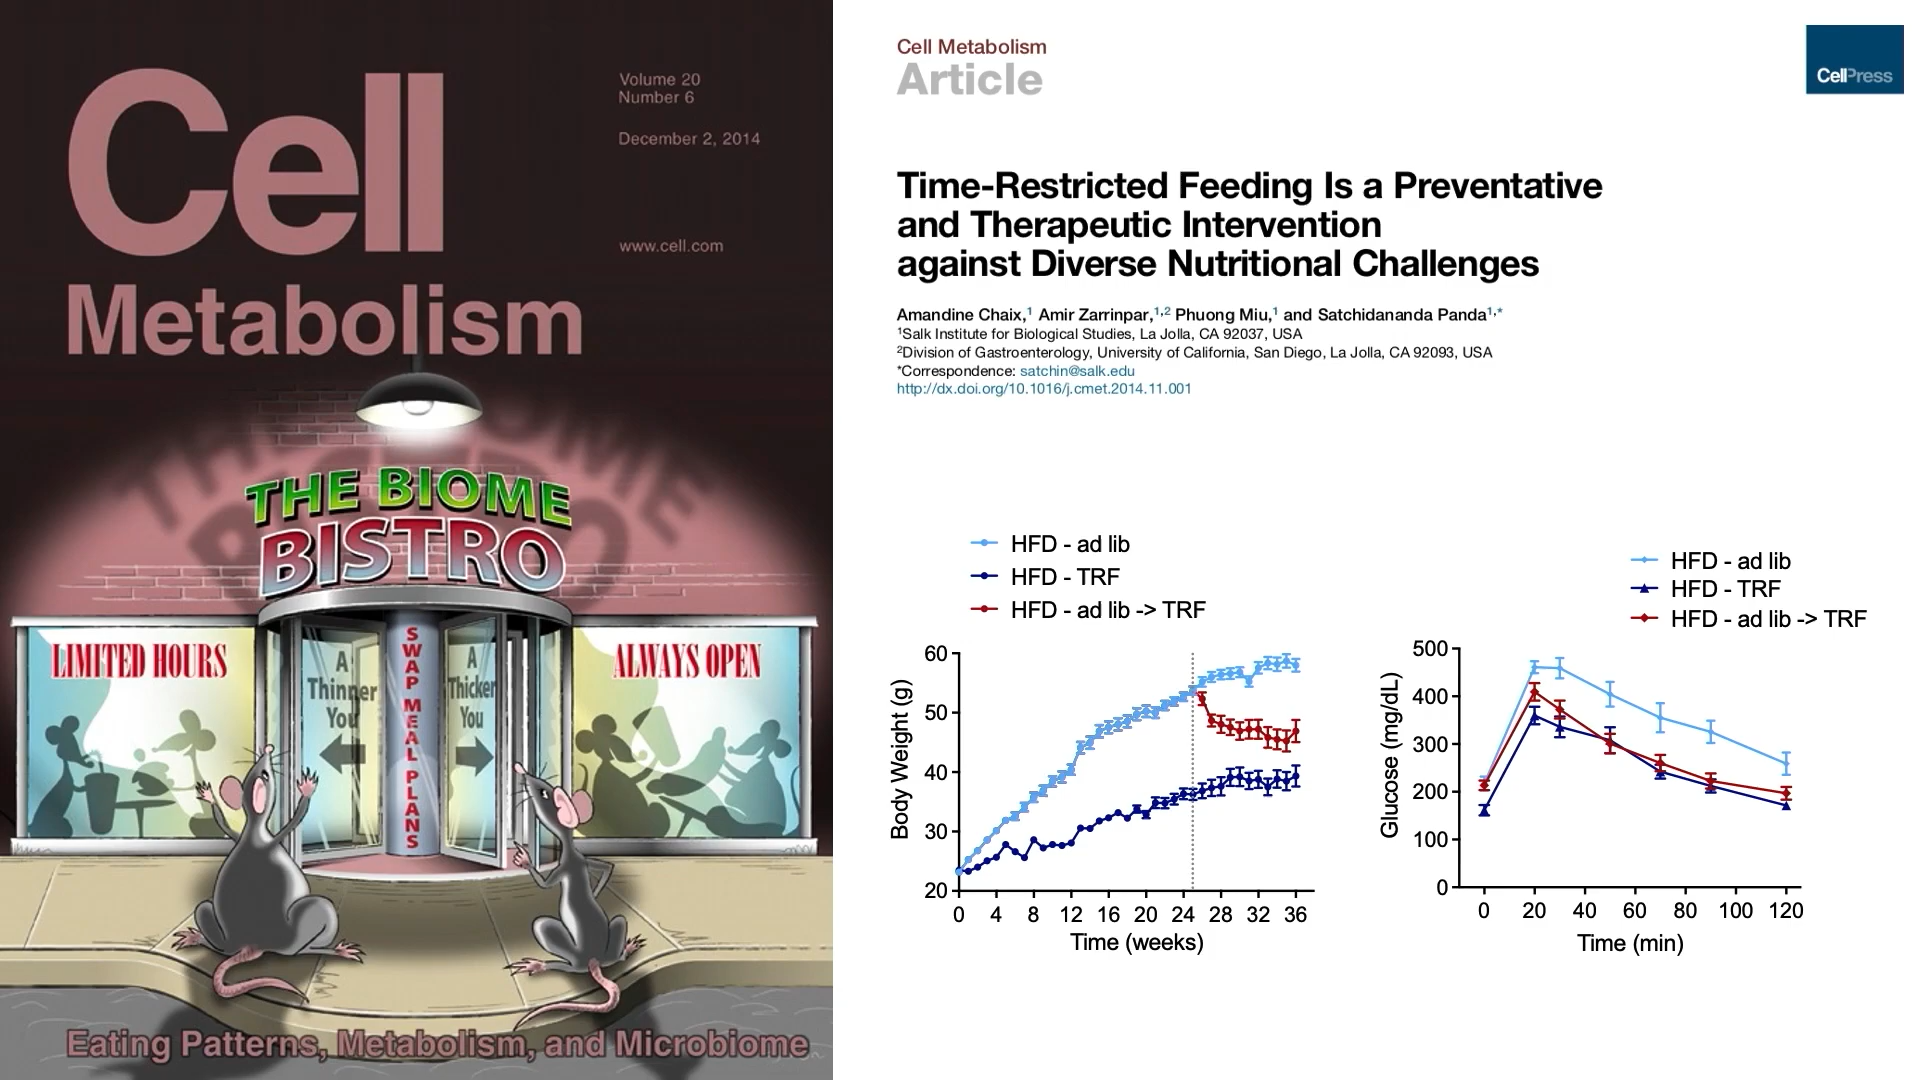 Cell
Metabolism
Volume 20
Number 6
December 2, 2014
www.cell.com
THE BIOME
BISTRO
LIMITED HOURS
A
Thinner
You
SWAP MEAL PLANS
A
Thicker
You
ALWAYS OPEN
Eating Patterns, Metabolism, and Microbiome
Cell Metabolism
Article
CellPress
Time-Restricted Feeding Is a Preventative
and Therapeutic Intervention
against Diverse Nutritional Challenges
Amandine Chaix,1 Amir Zarrinpar,1,2 Phuong Miu,1 and Satchidananda Panda1,*
1Salk Institute for Biological Studies, La Jolla, CA 92037, USA
2Division of Gastroenterology, University of California, San Diego, La Jolla, CA 92093, USA
*Correspondence: satchin@salk.edu
http://dx.doi.org/10.1016/j.cmet.2014.11.001
HFD - ad lib
HFD - TRF
HFD - ad lib -> TRF
Body Weight (g)
60
50
40
30
20
0 4 8 12 16 20 24 28 32 36
Time (weeks)
HFD - ad lib
HFD - TRF
HFD - ad lib -> TRF
Glucose (mg/dL)
500
400
300
200
100
0
0 20 40 60 80 100 120
Time (min)